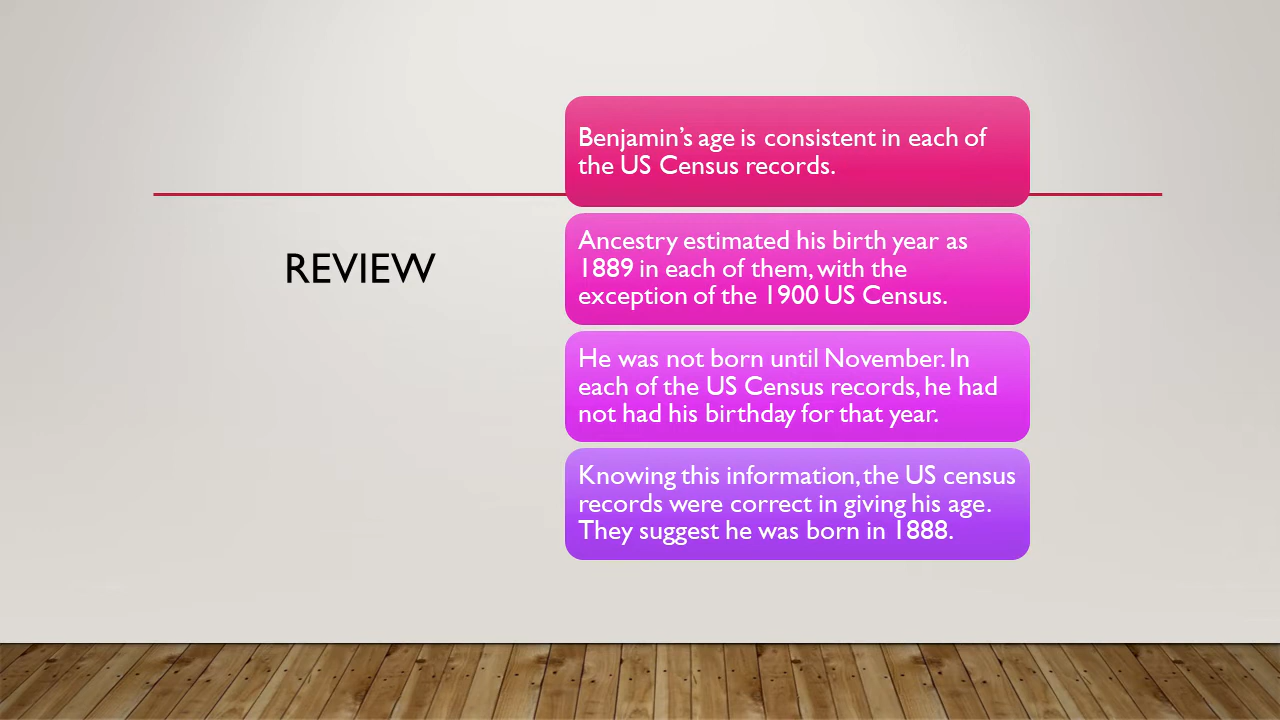 REVIEW
Benjamin’s age is consistent in each of
the US Census records.
Ancestry estimated his birth year as
1889 in each of them, with the
exception of the 1900 US Census.
He was not born until November. In
each of the US Census records, he had
not had his birthday for that year.
Knowing this information, the US census
records were correct in giving his age.
They suggest he was born in 1888.